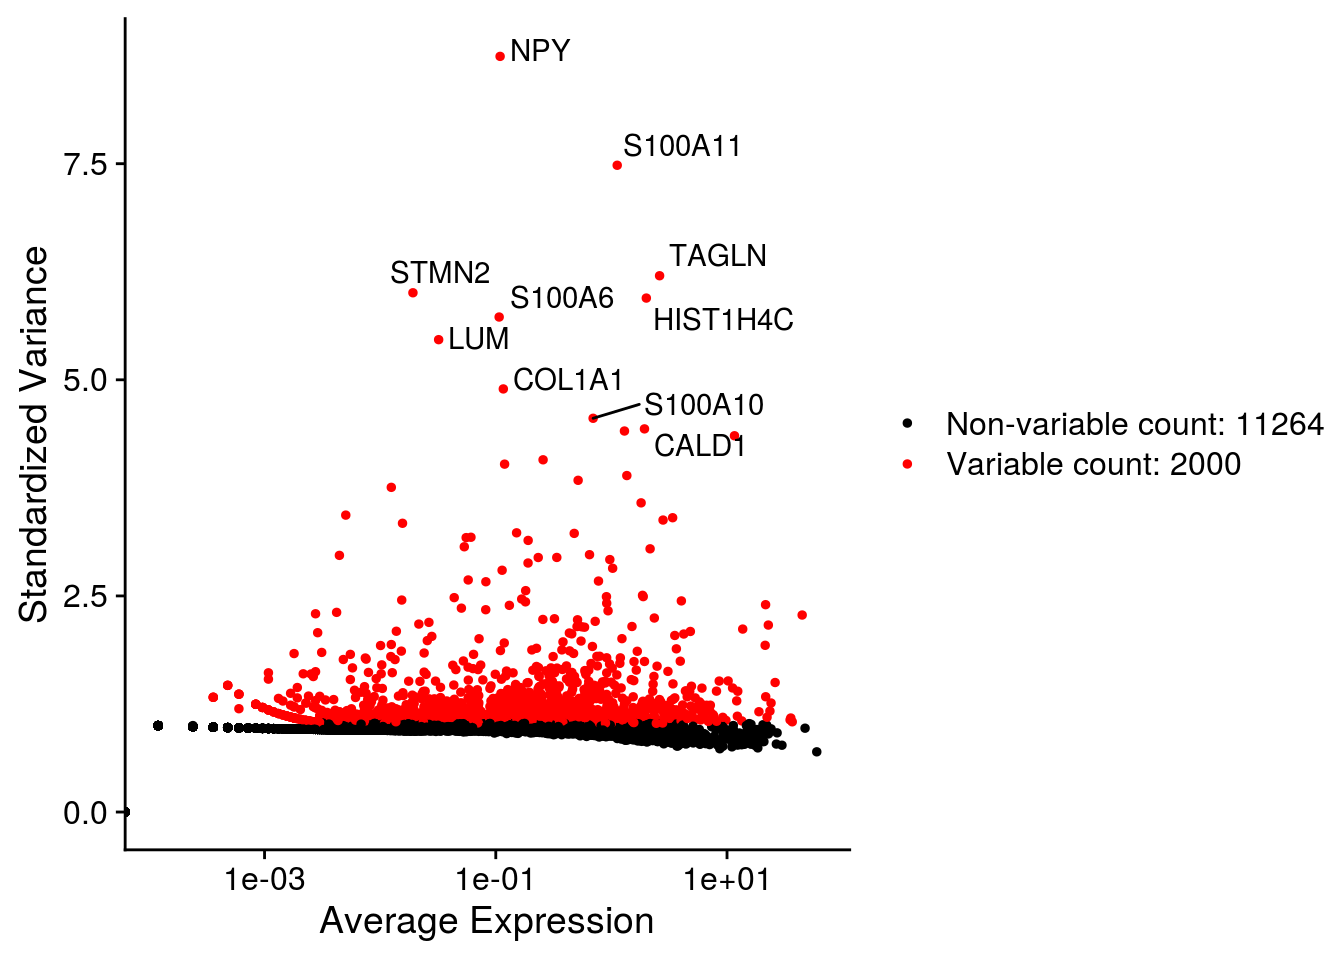 NPY
S100A11
7.5
TAGLN
STMN2
S100A6
HIST1H4C
LUM
5.0
COL1A1
S100A10
CALD1
Standardized Variance
Non-variable count: 11264
Variable count: 2000
2.5
0.0
1e-03
1e-01
1e+01
Average Expression